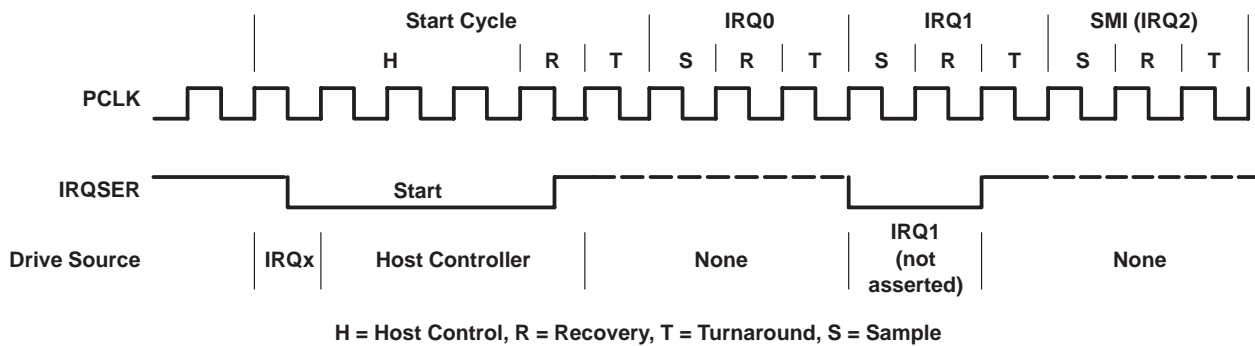 Start Cycle IRQ0 IRQ1 SMI (IRQ2)
H R T S R T S R T S R T
PCLK
IRQSER Start
Drive Source IRQx Host Controller None IRQ1 (not asserted) None
H = Host Control, R = Recovery, T = Turnaround, S = Sample